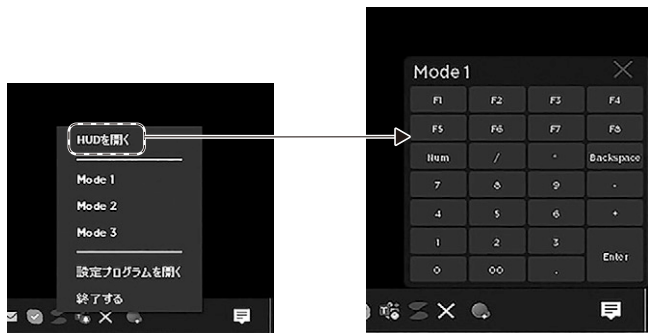 HUDを開く
Mode 1
Mode 2
Mode 3
設定プログラムを開く
終了する
Mode 1
F1 F2 F3 F4
F5 F6 F7 F8
Num / * Backspace
7 8 9 -
4 5 6 +
1 2 3
Enter
0 00 .